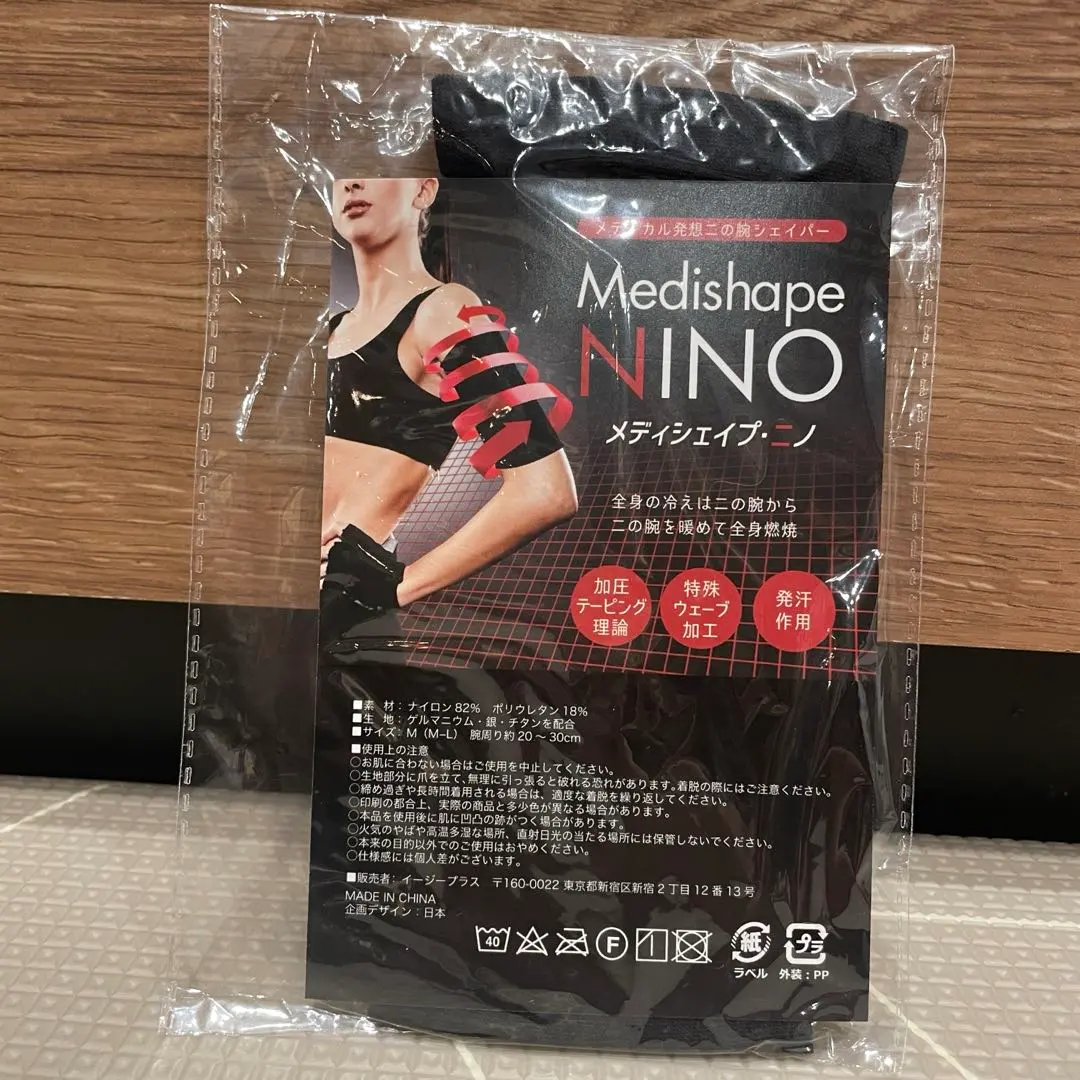 メディカル発想二の腕シェイパー
Medishape
NINO
メディシェイプ・ニノ
全身の冷えは二の腕から
二の腕を暖めて全身燃焼
加圧
テーピング
理論
特殊
ウェーブ
加工
発汗
作用
■素 材：ナイロン82% ポリウレタン18%
■生 地：ゲルマニウム・銀・チタンを配合
■サイズ：M（M–L） 腕周り約20～30cm
■使用上の注意
○お肌に合わない場合はご使用を中止してください。
○生地部分に爪を立て、無理に引っ張ると破れる恐れがあります。着脱の際にはご注意ください。
○締め過ぎや長時間着用される場合は、適度な着脱を繰り返してください。
○印刷の都合上、実際の商品と多少色が異なる場合があります。
○本品を使用後に肌に凹凸の跡がつく場合があります。
○火気のそばや高温多湿な場所、直射日光の当たる場所には保管しないでください。
○本来の目的以外でのご使用はおやめください。
○仕様感には個人差がございます。
■販売者：イージープラス 〒160-0022 東京都新宿区新宿2丁目12番13号
MADE IN CHINA
企画デザイン：日本
40
F
紙
プラ
ラベル
外装：PP